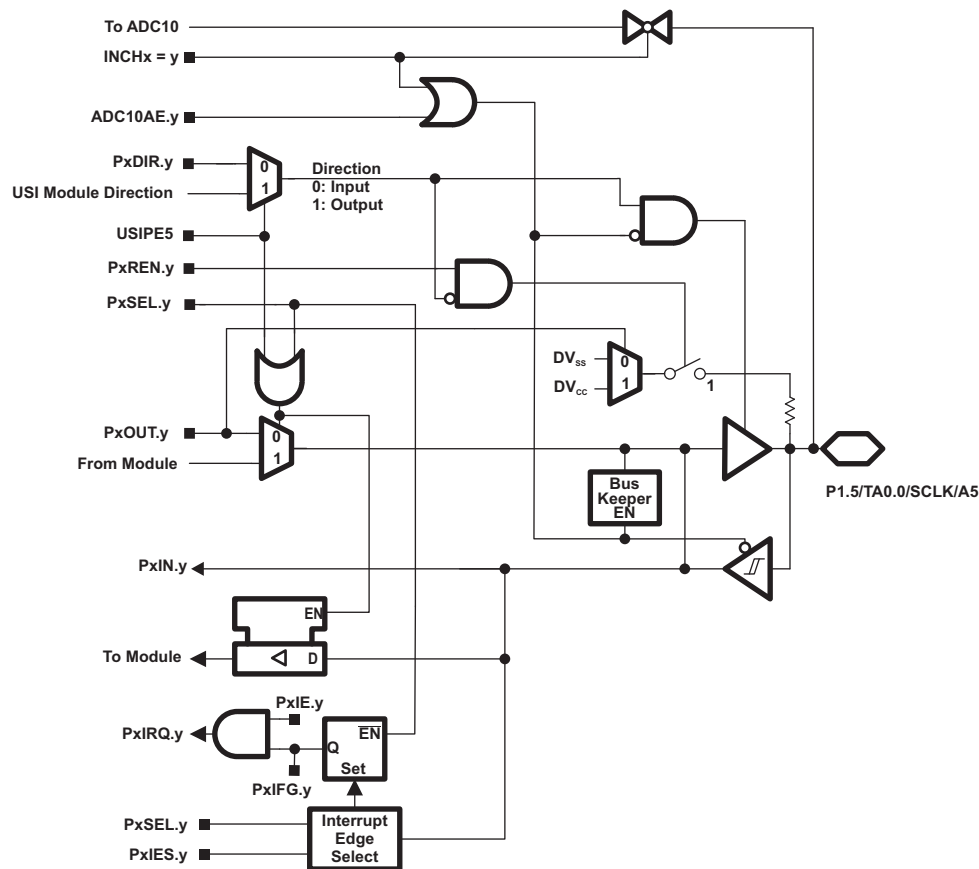 To ADC10
INCHx = y
ADC10AE.y
PxDIR.y
0
1
Direction
0: Input
1: Output
USI Module Direction
USIPE5
PxREN.y
PxSEL.y
DVSS
0
DVCC
1
1
PxOUT.y
0
1
From Module
Bus
Keeper
EN
P1.5/TA0.0/SCLK/A5
PxIN.y
EN
To Module
D
PxIE.y
PxIRQ.y
Q
EN
Set
PxIFG.y
PxSEL.y
PxIES.y
Interrupt
Edge
Select